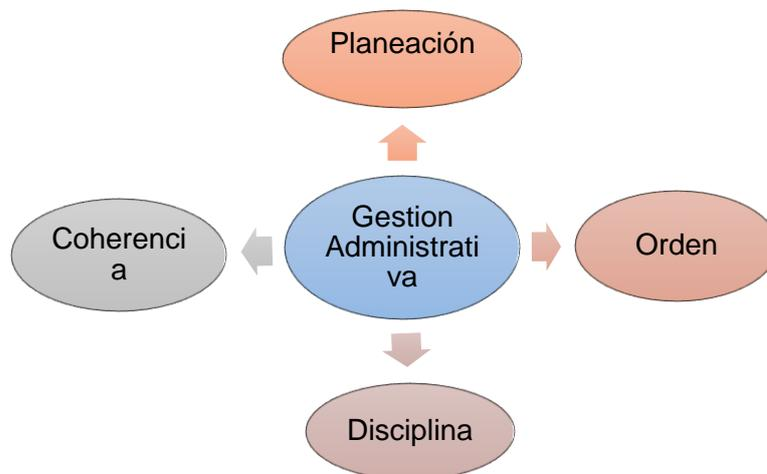 Planeación
Coherenci
a
Gestion
Administrati
va
Orden
Disciplina